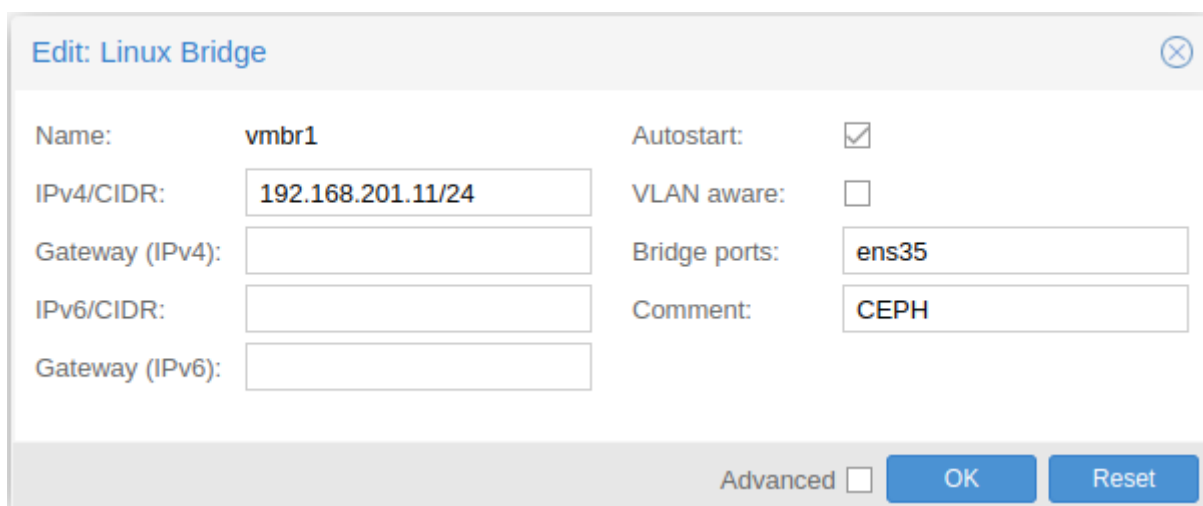 Edit: Linux Bridge
Name: vmbr1
IPv4/CIDR: 192.168.201.11/24
Gateway (IPv4):
IPv6/CIDR:
Gateway (IPv6):
Autostart:
VLAN aware:
Bridge ports: ens35
Comment: CEPH
Advanced OK Reset